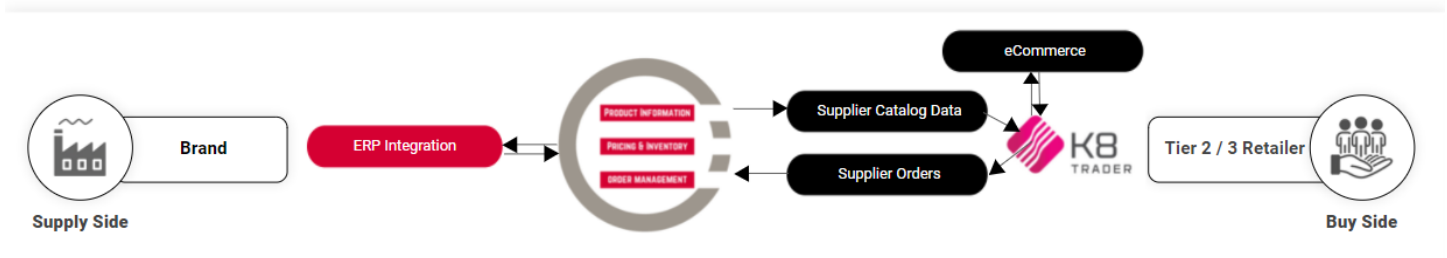 eCommerce
Supplier Catalog Data
PRODUCT INFORMATION
Brand
ERP Integration
PRICING & INVENTORY
K8
TRADER
Tier 2 / 3 Retailer
ORDER MANAGEMENT
Supplier Orders
Supply Side
Buy Side